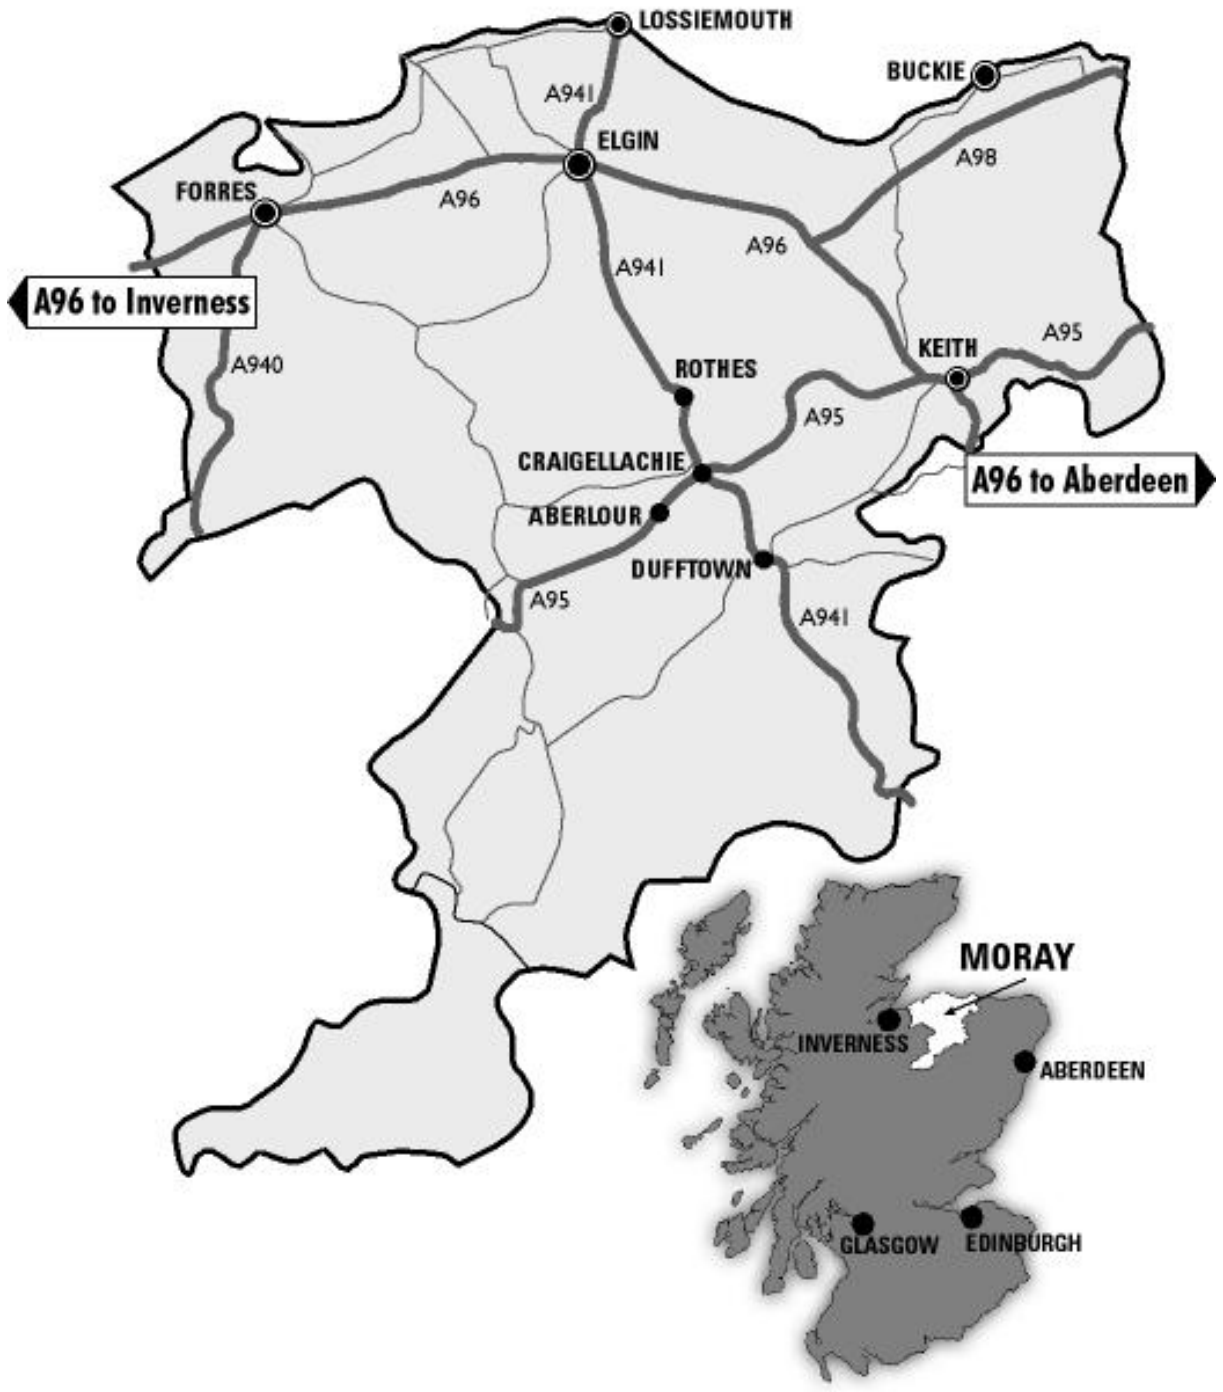 LOSSIEMOUTH
BUCKIE
A941
ELGIN
A98
FORRES
A96
A96
A941
A96 to Inverness
A95
KEITH
A940
ROTHES
A95
CRAIGELLACHIE
A96 to Aberdeen
ABERLOUR
DUFFTOWN
A95
A941
MORAY
INVERNESS
ABERDEEN
GLASGOW
EDINBURGH